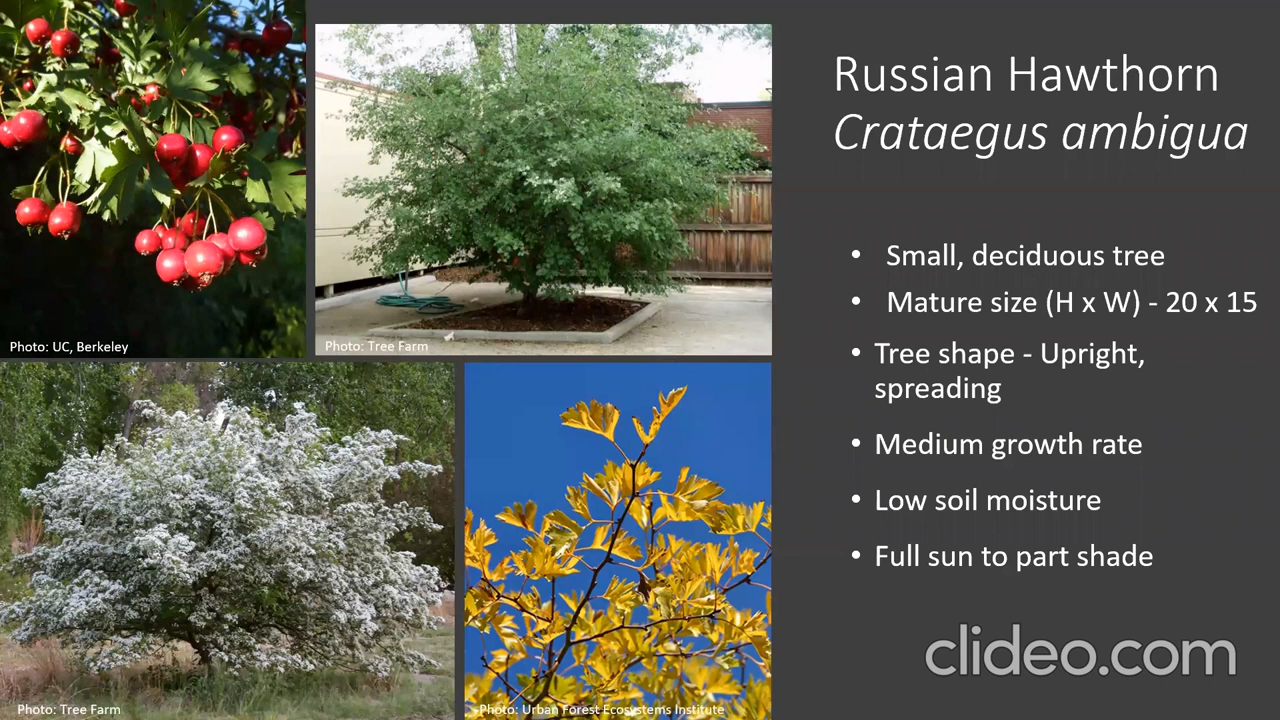 Russian Hawthorn
Crataegus ambigua
• Small, deciduous tree
• Mature size (H x W) - 20 x 15
• Tree shape - Upright,
spreading
• Medium growth rate
• Low soil moisture
• Full sun to part shade
Photo: UC, Berkeley
Photo: Tree Farm
Photo: Tree Farm
Photo: Urban Forest Ecosystems Institute
clideo.com